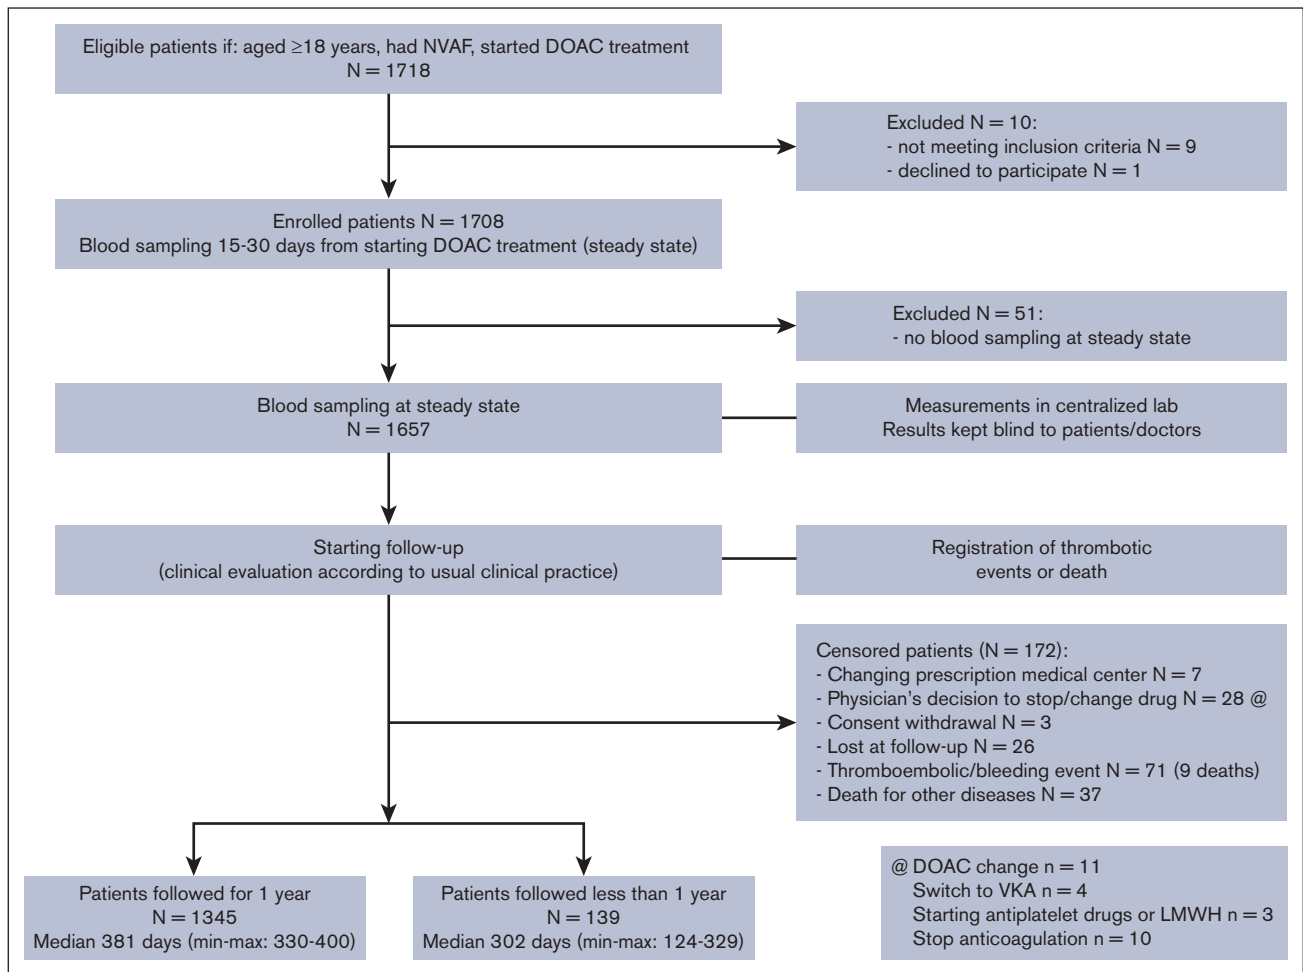 Eligible patients if: aged ≥18 years, had NVAF, started DOAC treatment
N = 1718
Excluded N = 10:
- not meeting inclusion criteria N = 9
- declined to participate N = 1
Enrolled patients N = 1708
Blood sampling 15-30 days from starting DOAC treatment (steady state)
Excluded N = 51:
- no blood sampling at steady state
Blood sampling at steady state
N = 1657
Measurements in centralized lab
Results kept blind to patients/doctors
Starting follow-up
(clinical evaluation according to usual clinical practice)
Registration of thrombotic
events or death
Censored patients (N = 172):
- Changing prescription medical center N = 7
- Physician's decision to stop/change drug N = 28 @
- Consent withdrawal N = 3
- Lost at follow-up N = 26
- Thromboembolic/bleeding event N = 71 (9 deaths)
- Death for other diseases N = 37
Patients followed for 1 year
N = 1345
Median 381 days (min-max: 330-400)
Patients followed less than 1 year
N = 139
Median 302 days (min-max: 124-329)
@ DOAC change n = 11
Switch to VKA n = 4
Starting antiplatelet drugs or LMWH n = 3
Stop anticoagulation n = 10